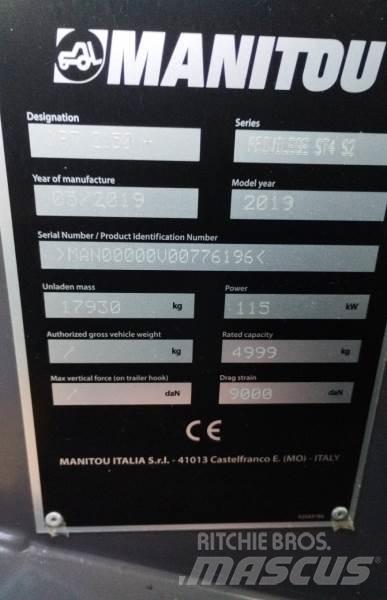 MANITOU
Designation Series
ST4 S2
Year of manufacture Model year
05/2019 2019
Serial Number / Product Identification Number
>MAN00000V00776196<
Unladen mass Power
17930 kg 115 kW
Authorized gross vehicle weight Rated capacity
/ kg 4999 kg
Max vertical force (on trailer hook) Drag strain
/ daN 9000 daN
CE
MANITOU ITALIA S.r.l. - 41013 Castelfranco E. (MO) - ITALY
RITCHIE BROS.
MASCUS